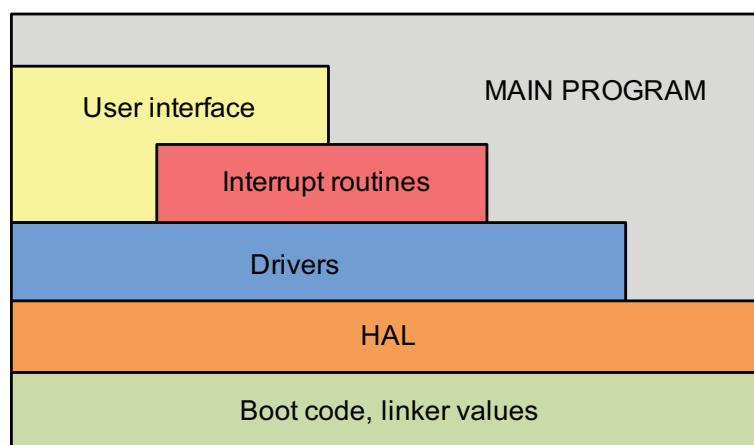 User interface
MAIN PROGRAM
Interrupt routines
Drivers
HAL
Boot code, linker values